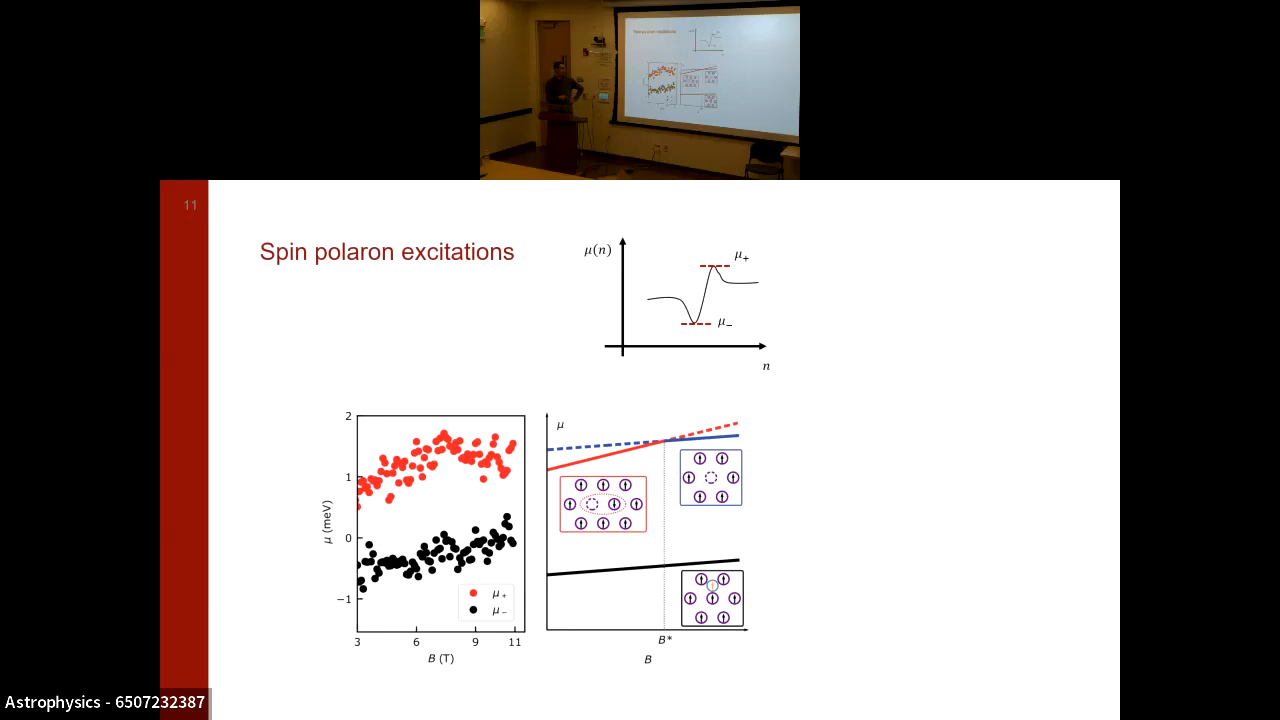 11
Spin polaron excitations
μ(n)
μ₊
μ₋
n
2
1
0
−1
μ (meV)
3 6 9 11
B (T)
μ₊
μ₋
μ
B*
B
Astrophysics - 6507232387